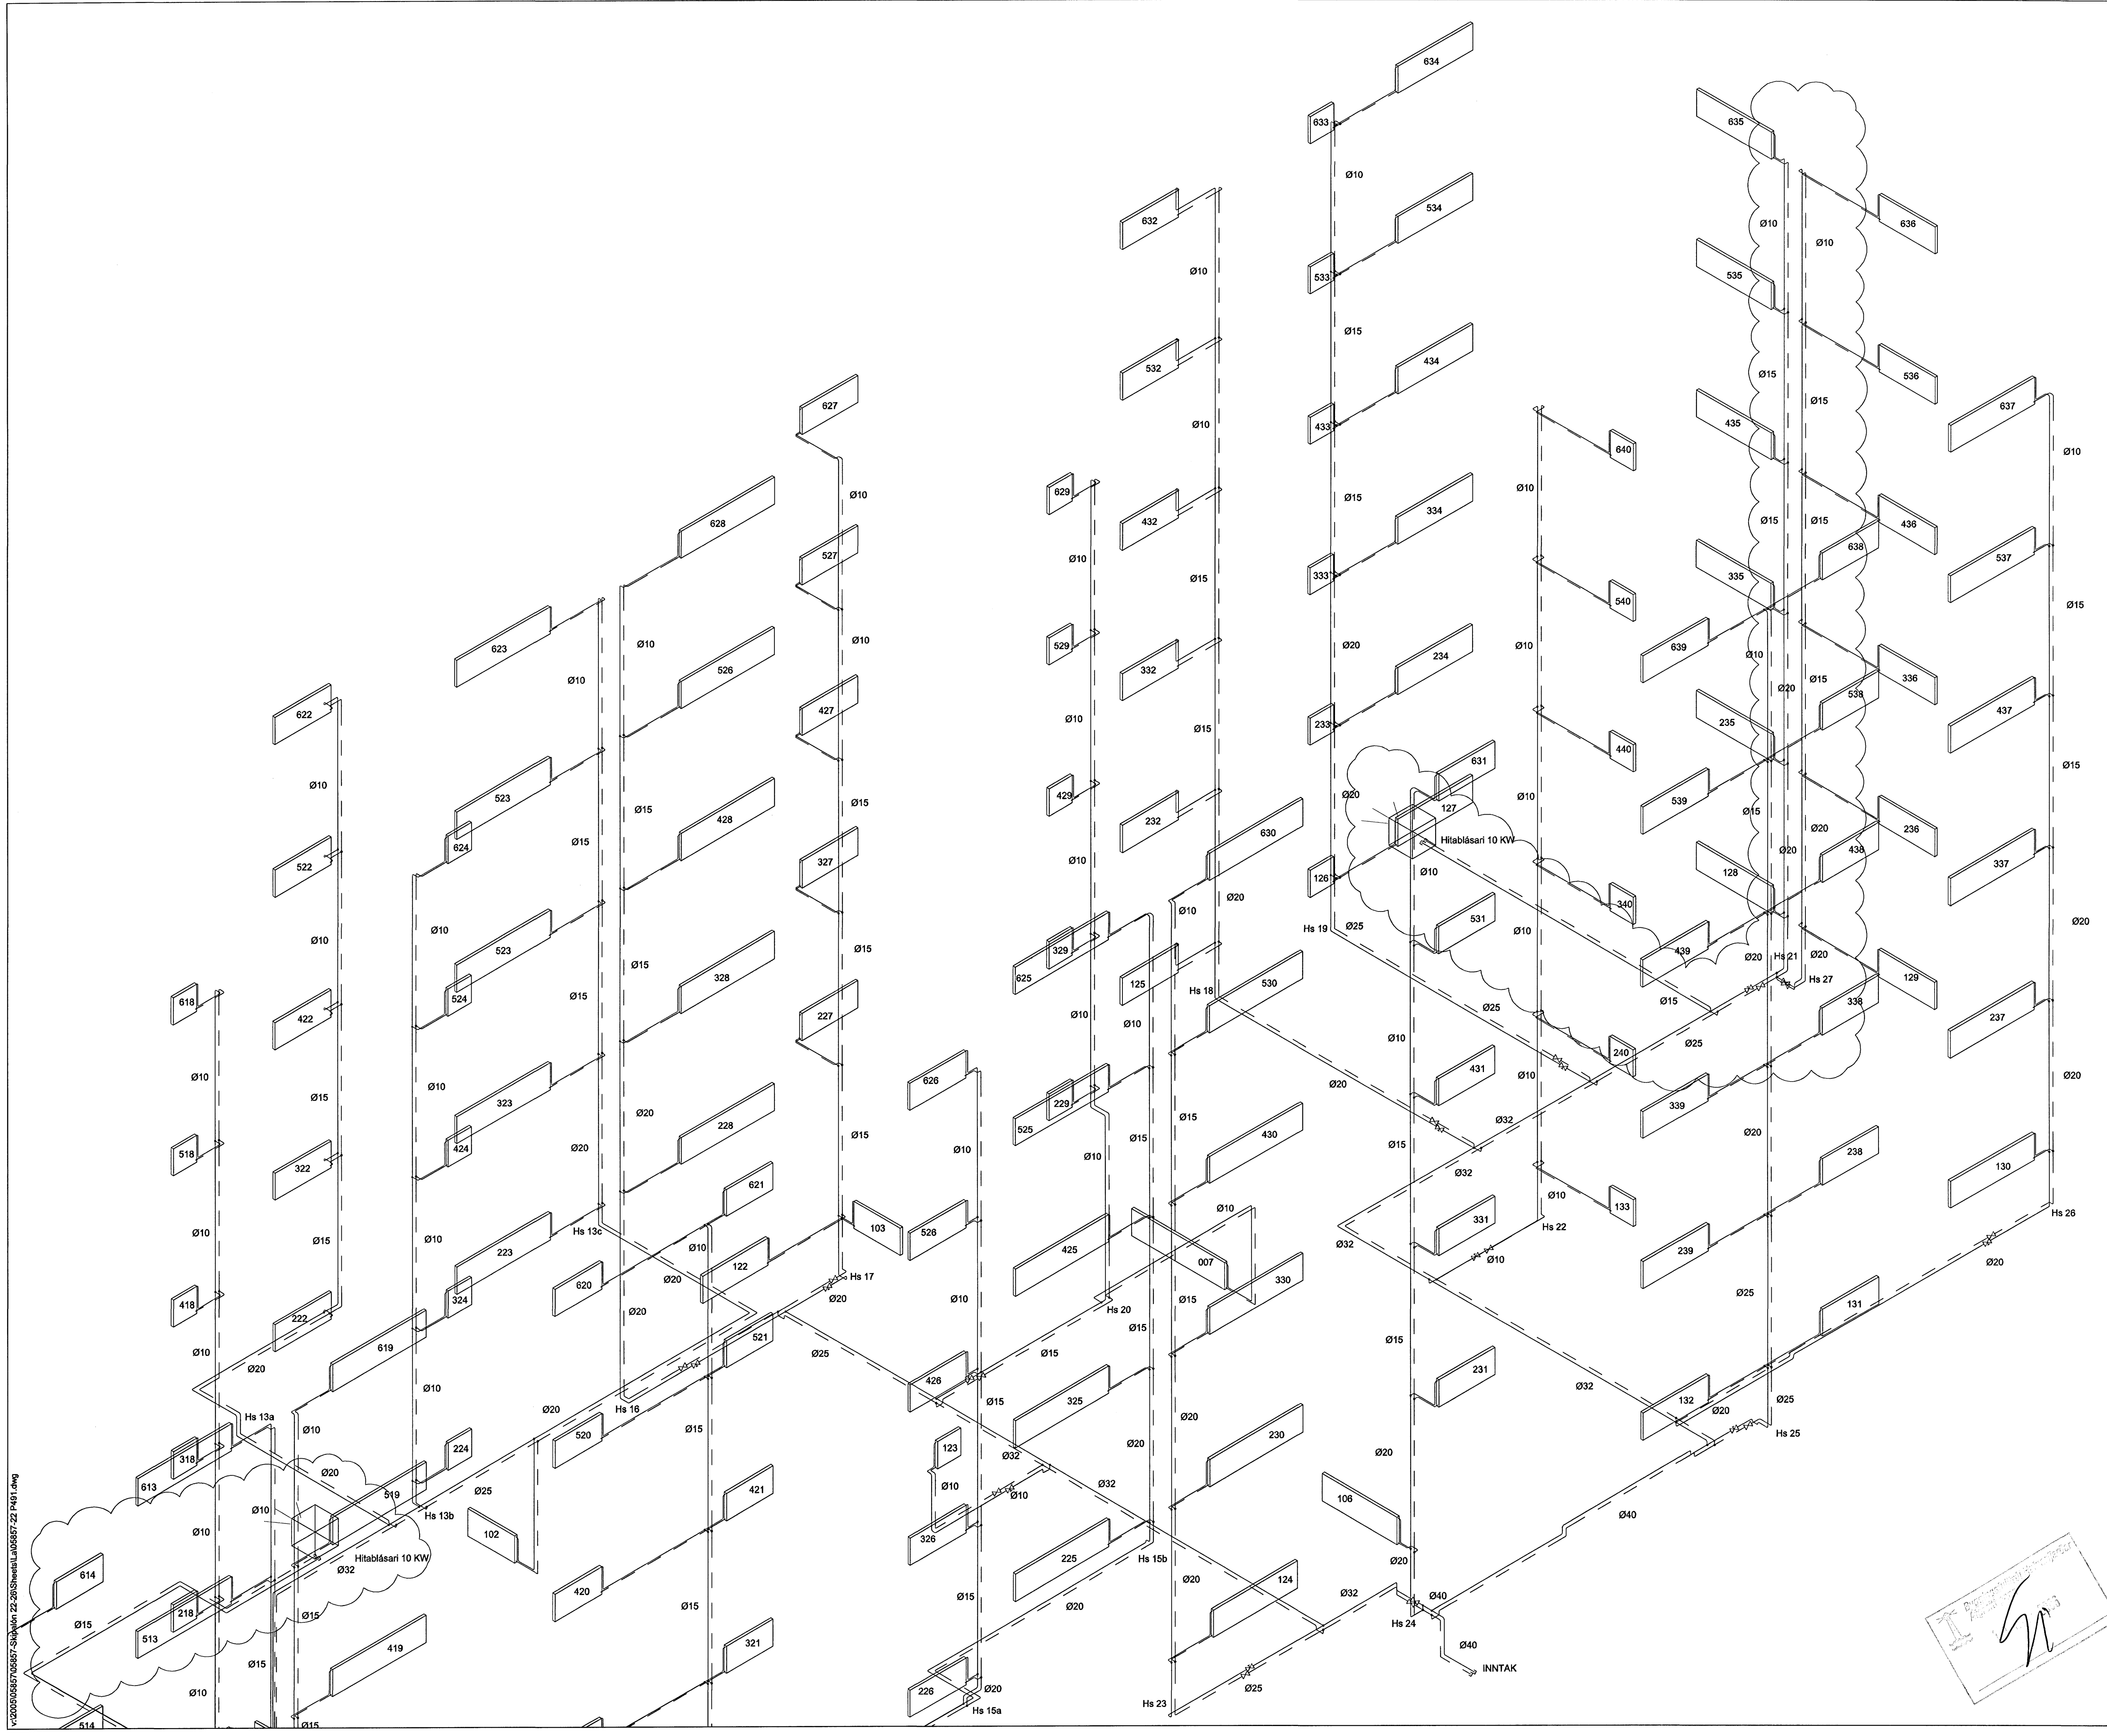 634
633
635
Ø10
534
632
636
Ø10
Ø10
533
Ø10
535
Ø15
434
532
536
Ø15
627
Ø15
637
433
435
Ø10
640
Ø10
Ø10
629
628
Ø15
334
Ø10
432
Ø15
Ø15
436
527
Ø10
638
537
333
335
Ø15
540
Ø15
529
Ø10
Ø10
Ø20
Ø10
623
526
332
234
639
Ø10
336
Ø10
Ø20
Ø15
538
622
427
Ø10
233
235
437
Ø15
440
Ø15
631
Ø10
523
429
Ø20
Ø10
539
Ø15
Ø15
Ø15
428
127
232
630
Hitablásari 10 KW
236
Ø20
Ø15
624
Ø20
438
522
327
Ø10
126
Ø10
128
337
340
Ø10
Ø10
Ø20
Ø20
531
Ø25
Hs 19
Ø10
Ø10
523
329
439
Ø15
Ø15
Ø20
Hs 21
Ø20
625
125
530
328
Hs 18
129
Hs 27
524
618
Ø15
Ø15
338
422
Ø25
Ø10
Ø10
227
237
Ø10
Ø25
240
Ø10
Ø10
626
Ø10
Ø20
Ø20
Ø10
431
Ø15
323
229
339
Ø20
Ø15
Ø32
228
525
430
Ø15
Ø15
Ø20
424
518
Ø10
Ø15
Ø20
Ø10
238
322
Ø32
130
621
Ø10
133
Ø10
Ø10
Hs 26
103
331
Hs 22
Hs 13c
526
Ø32
Ø10
Ø15
223
Ø10
425
007
239
Ø10
122
Ø20
Ø10
330
Hs 17
620
Ø20
Ø25
324
418
Ø20
Hs 20
131
222
Ø10
Ø15
Ø15
Ø15
521
619
Ø25
Ø15
Ø10
Ø20
231
Ø10
426
Ø32
325
Ø15
132
Ø25
Hs 16
Ø20
Hs 13a
Ø20
Ø20
Ø10
Ø15
Hs 25
230
520
224
123
318
Ø20
Ø32
Ø20
Ø20
613
519
Ø25
Ø10
Ø32
421
Ø10
106
Ø10
Hs 13b
Ø40
Ø10
102
326
225
Hs 15b
Hitablásari 10 KW
Ø20
Ø32
614
124
Ø20
420
Ø32
Ø15
Ø40
218
Ø15
Ø20
Hs 24
Ø15
513
321
Ø40
419
INNTAK
Ø15
Ø20
Ø25
Ø10
226
Hs 23
Hs 15a
514
Ø15
v:\2005\05857\05857-Skipalón 22-26\Sheets\La\05857-22 P491.dwg